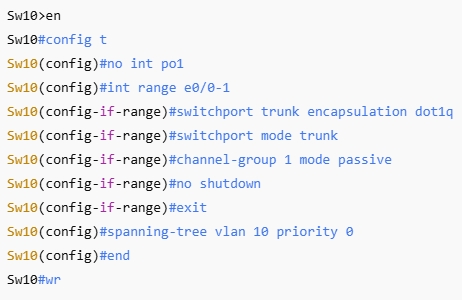 Sw10>en
Sw10#config t
Sw10(config)#no int po1
Sw10(config)#int range e0/0-1
Sw10(config-if-range)#switchport trunk encapsulation dot1q
Sw10(config-if-range)#switchport mode trunk
Sw10(config-if-range)#channel-group 1 mode passive
Sw10(config-if-range)#no shutdown
Sw10(config-if-range)#exit
Sw10(config)#spanning-tree vlan 10 priority 0
Sw10(config)#end
Sw10#wr